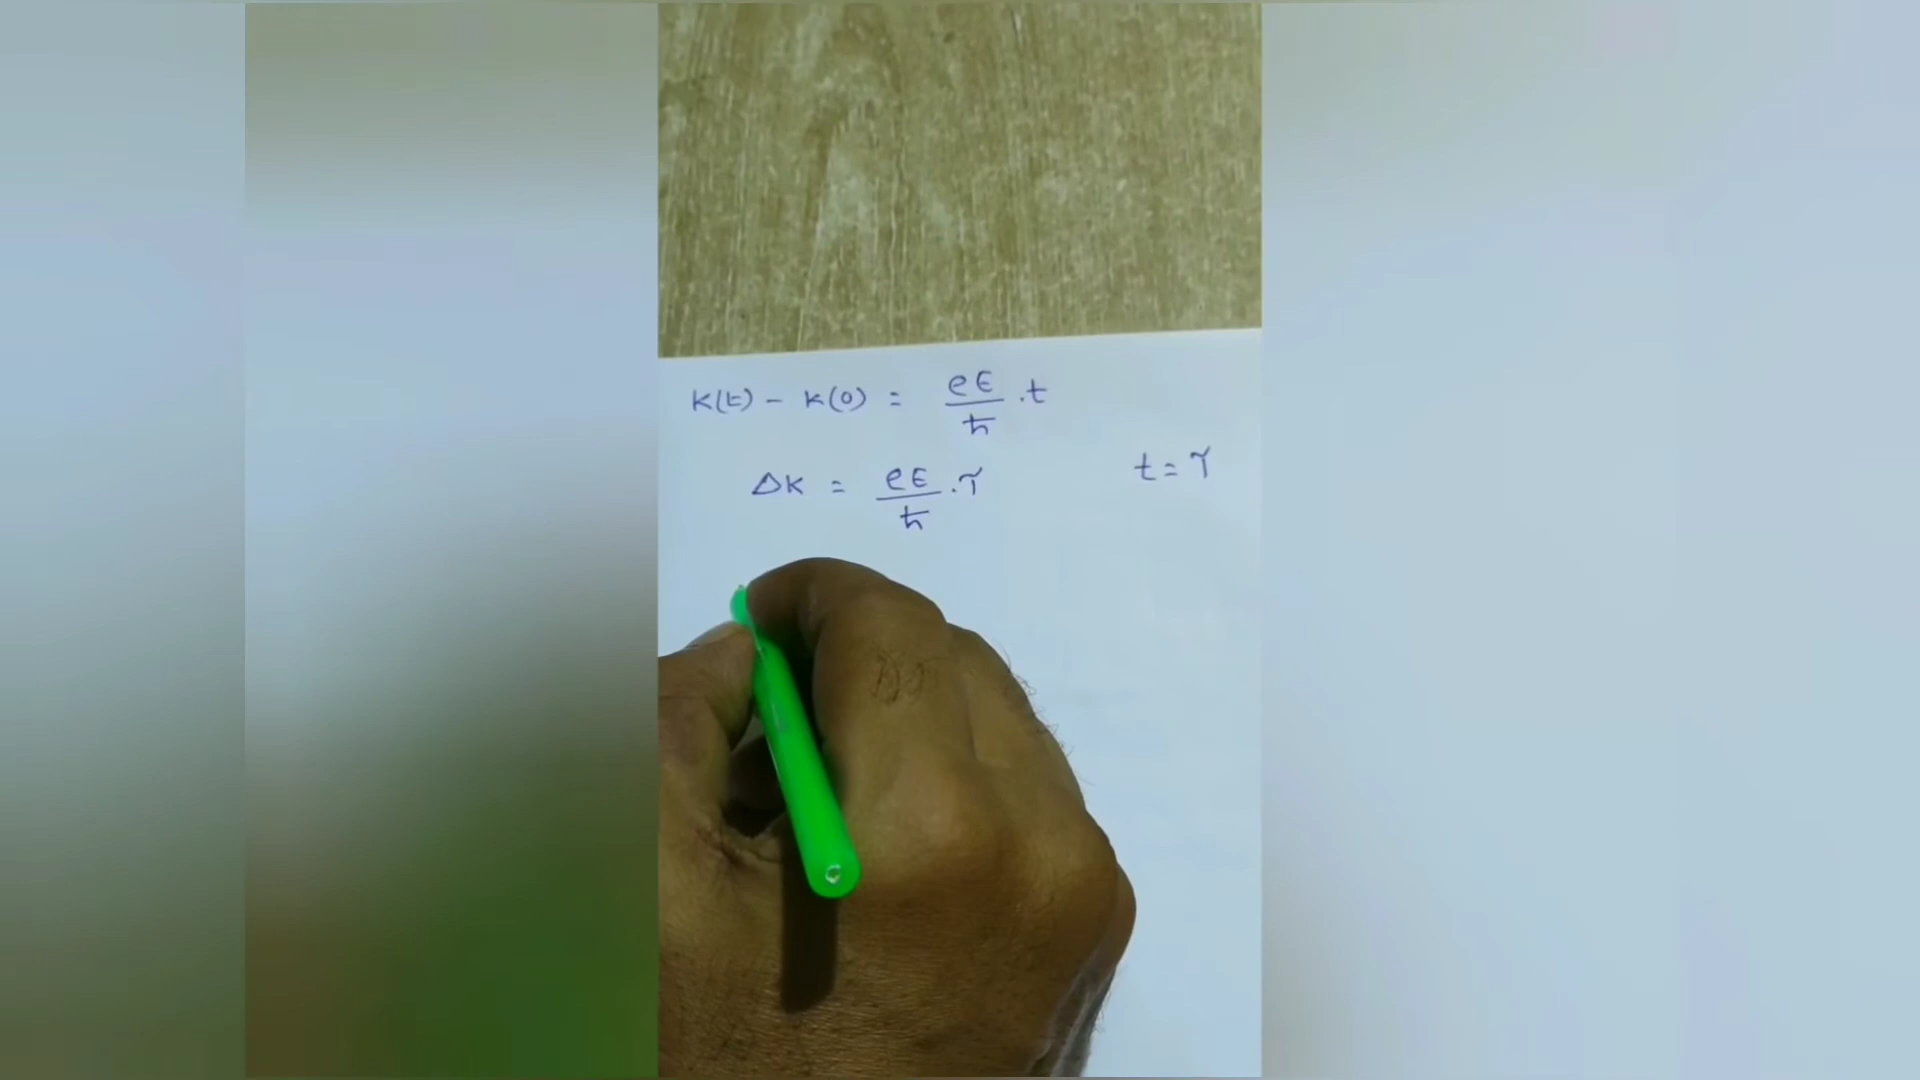 K(t) - K(0) = eϵ/ħ .t
ΔK = eϵ/ħ .τ t = τ